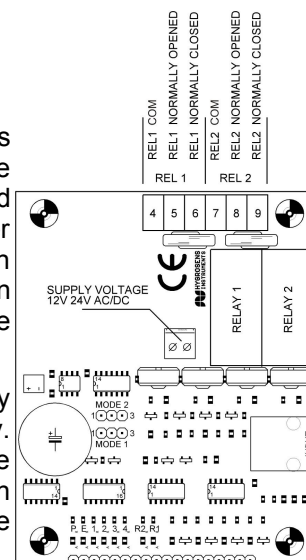 REL1 COM
REL1 NORMALLY OPENED
REL1 NORMALLY CLOSED
REL2 COM
REL2 NORMALLY OPENED
REL2 NORMALLY CLOSED
REL 1 REL 2
4 5 6 7 8 9
CE
HYGROSENS
INSTRUMENTS
SUPPLY VOLTAGE
12V 24V AC/DC
RELAY 1
RELAY 2
MODE 2
1 3
1 3
MODE 1
P, E, 1, 2, 3, 4, R2, R1